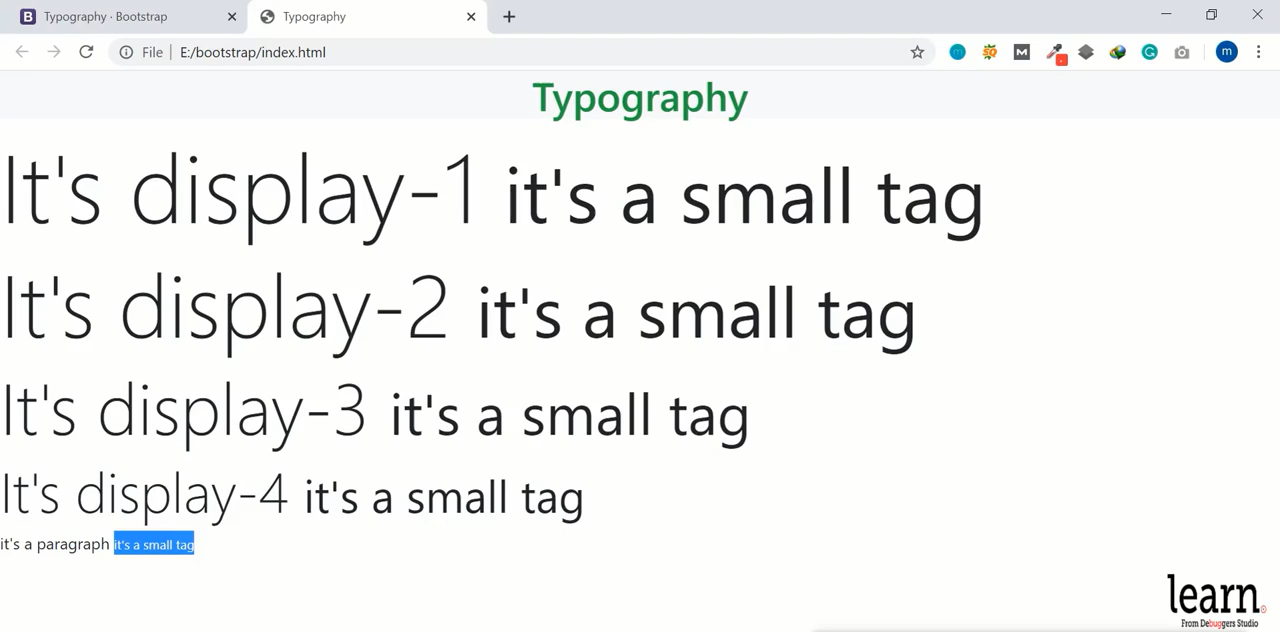 Typography · Bootstrap
Typography
File
E:/bootstrap/index.html
m
Typography
It's display-1 it's a small tag
It's display-2 it's a small tag
It's display-3 it's a small tag
It's display-4 it's a small tag
it's a paragraph it's a small tag
learn.
From Debuggers Studio